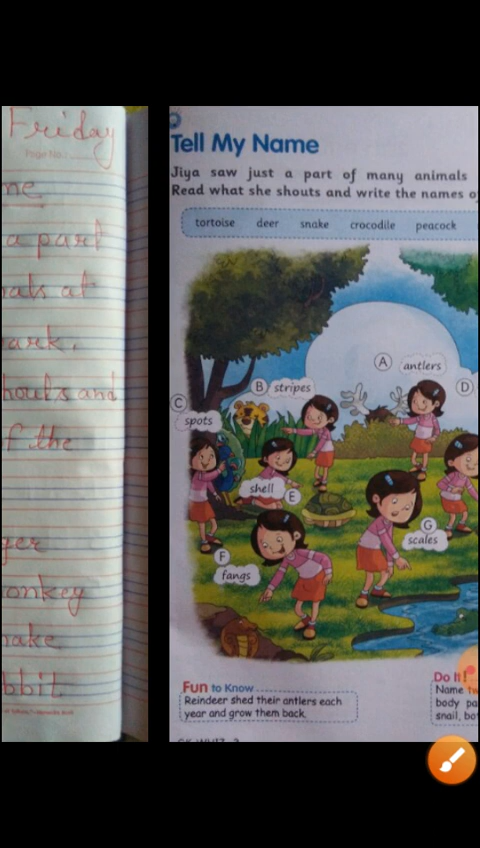 Friday
Page No.:
ne
a part
als at
ark.
houts and
f the
ger
onkey
nake
bbit
Tell My Name
Jiya saw just a part of many animals
Read what she shouts and write the names o
tortoise deer snake crocodile peacock
A antlers
B stripes
D
C
spots
shell
E
G
scales
F
fangs
Fun to Know
Reindeer shed their antlers each
year and grow them back.
Do It!
Name tw
body pa
snail, bo